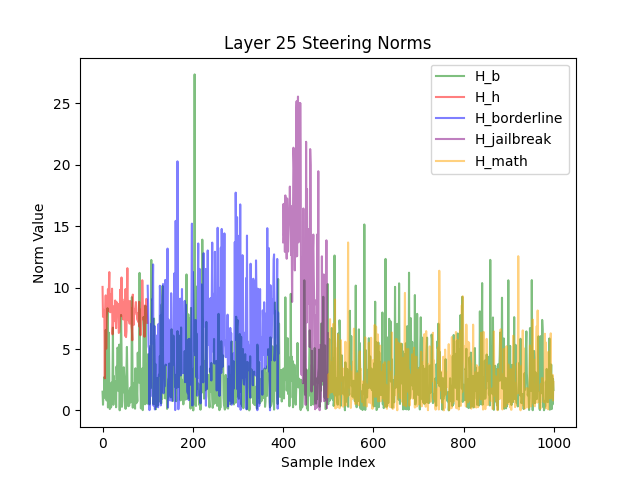 Layer 25 Steering Norms
H_b
H_h
H_borderline
H_jailbreak
H_math
Norm Value
25
20
15
10
5
0
0 200 400 600 800 1000
Sample Index